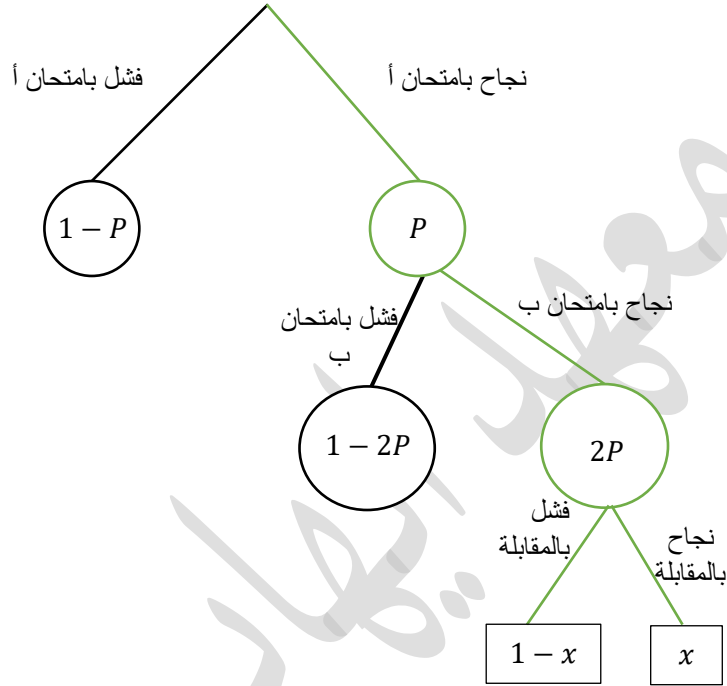 نجاح بامتحان أ
فشل بامتحان أ
P
1 − P
نجاح بامتحان ب
فشل بامتحان
ب
2P
1 − 2P
نجاح
بالمقابلة
فشل
بالمقابلة
x
1 − x